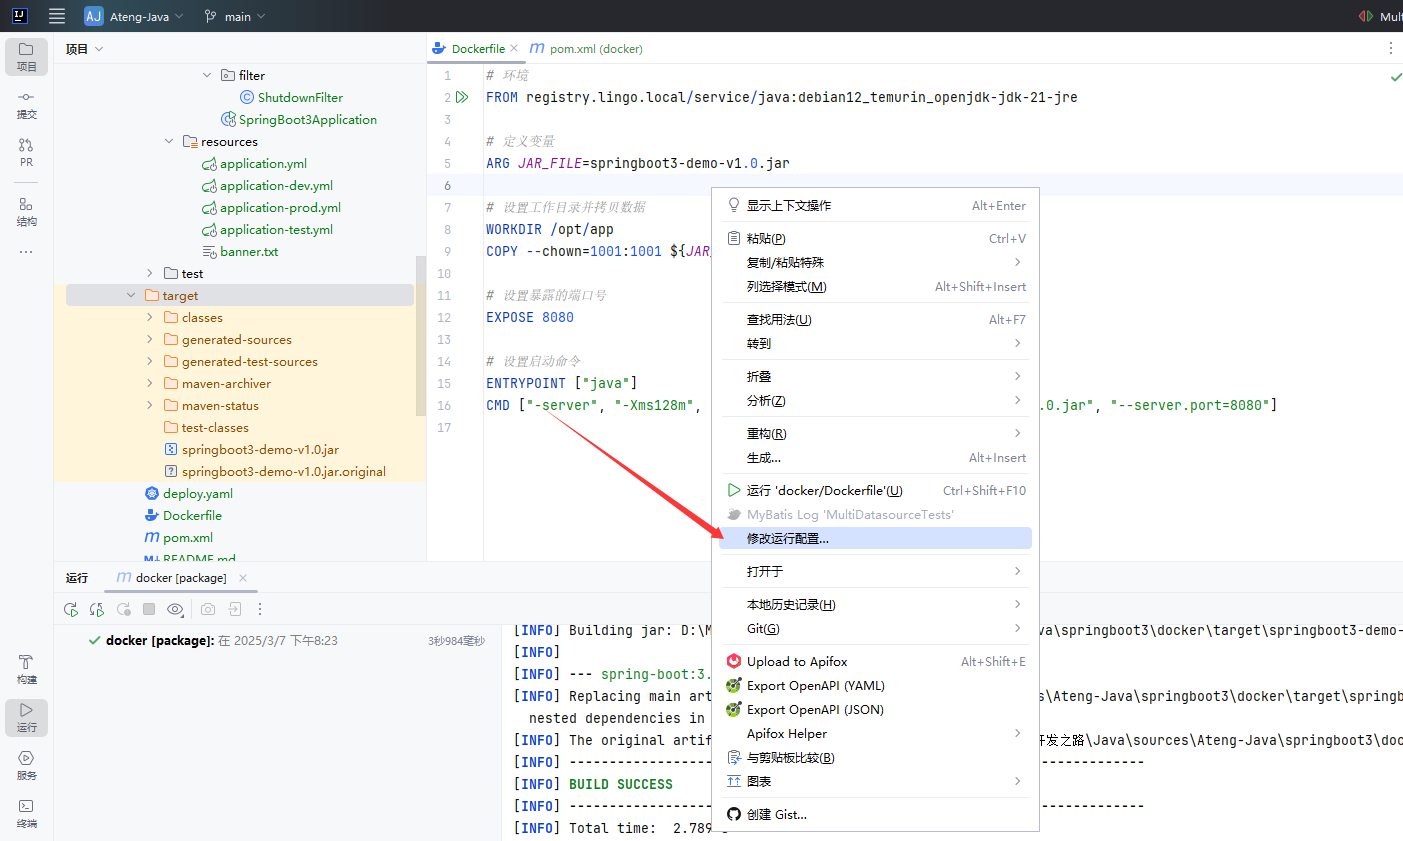 AJ Ateng-Java main Mult
项目
提交
PR
结构
构建
运行
服务
终端
项目
filter
ShutdownFilter
SpringBoot3Application
resources
application.yml
application-dev.yml
application-prod.yml
application-test.yml
banner.txt
test
target
classes
generated-sources
generated-test-sources
maven-archiver
maven-status
test-classes
springboot3-demo-v1.0.jar
springboot3-demo-v1.0.jar.original
deploy.yaml
Dockerfile
pom.xml
README.md
Dockerfile pom.xml (docker)
1 # 环境
2 FROM registry.lingo.local/service/java:debian12_temurin_openjdk-jdk-21-jre
3
4 # 定义变量
5 ARG JAR_FILE=springboot3-demo-v1.0.jar
6
7 # 设置工作目录并拷贝数据
8 WORKDIR /opt/app
9 COPY --chown=1001:1001 ${JAR_
10
11 # 设置暴露的端口号
12 EXPOSE 8080
13
14 # 设置启动命令
15 ENTRYPOINT ["java"]
16 CMD ["-server", "-Xms128m", .0.jar", "--server.port=8080"]
17
显示上下文操作 Alt+Enter
粘贴(P) Ctrl+V
复制/粘贴特殊
列选择模式(M) Alt+Shift+Insert
查找用法(U) Alt+F7
转到
折叠
分析(Z)
重构(R)
生成... Alt+Insert
运行 'docker/Dockerfile'(U) Ctrl+Shift+F10
MyBatis Log 'MultiDatasourceTests'
修改运行配置...
打开于
本地历史记录(H)
Git(G)
Upload to Apifox Alt+Shift+E
Export OpenAPI (YAML)
Export OpenAPI (JSON)
Apifox Helper
与剪贴板比较(B)
图表
创建 Gist...
运行 docker [package]
docker [package]: 在 2025/3/7 下午8:23 3秒984毫秒
[INFO] Building jar: D:\M va\springboot3\docker\target\springboot3-demo-
[INFO]
[INFO] --- spring-boot:3.
[INFO] Replacing main art s\Ateng-Java\springboot3\docker\target\springb
nested dependencies in
[INFO] The original artif 开发之路\Java\sources\Ateng-Java\springboot3\doc
[INFO] ------------------------------------------------------------------------
[INFO] BUILD SUCCESS
[INFO] ------------------------------------------------------------------------
[INFO] Total time: 2.789 s